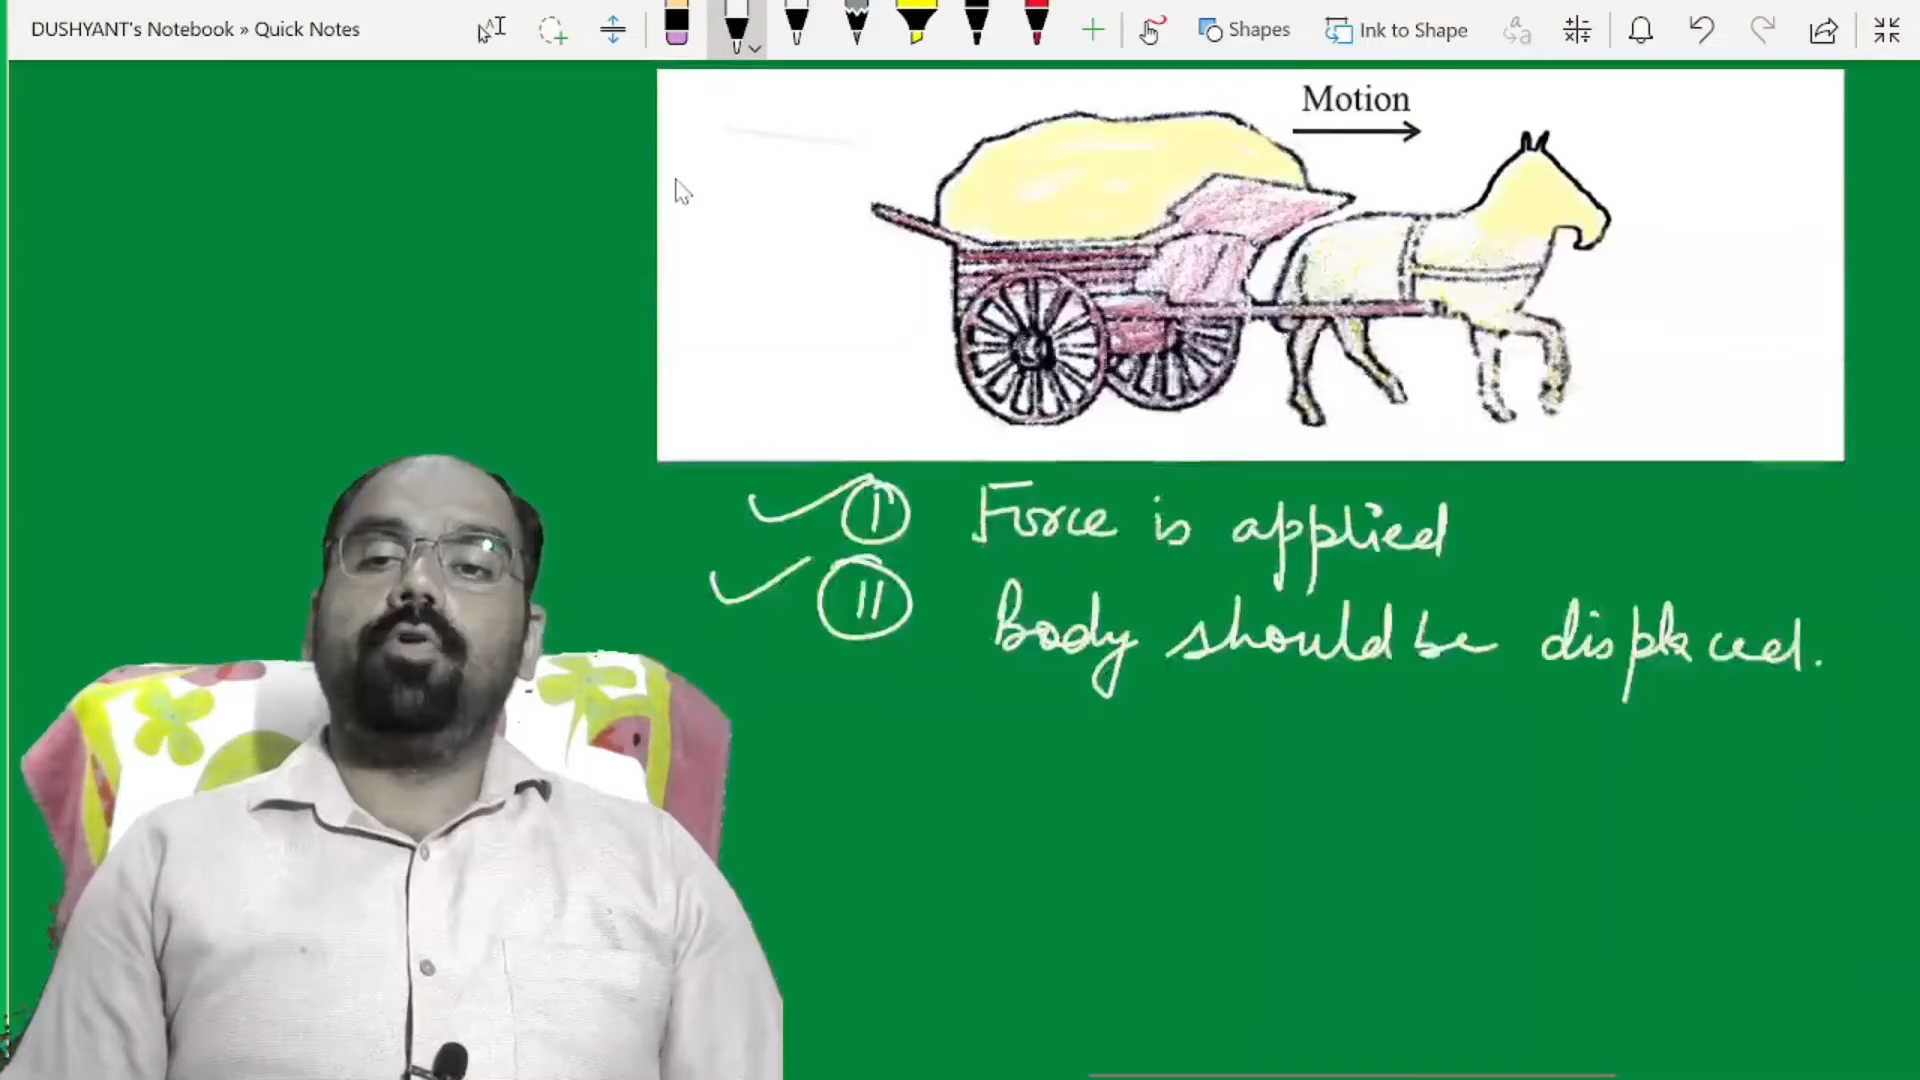 DUSHYANT's Notebook » Quick Notes
Shapes
Ink to Shape
Motion
I Force is applied
II Body should be displaced.